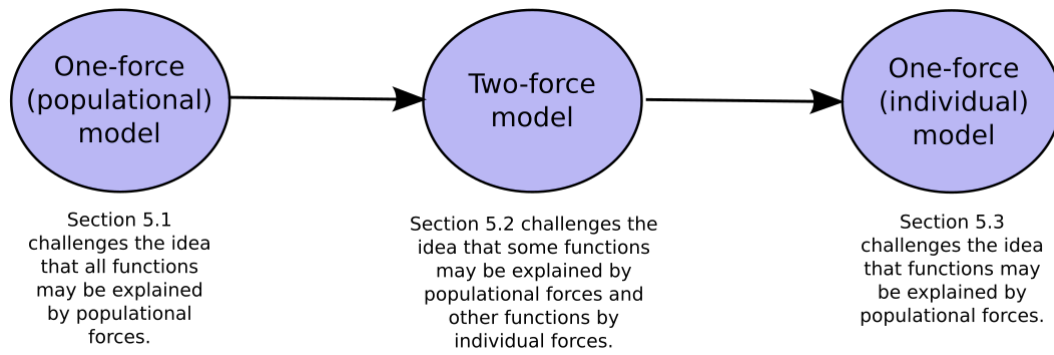 One-force
(populational)
model
Two-force
model
One-force
(individual)
model
Section 5.1
challenges the idea
that all functions
may be explained
by populational
forces.
Section 5.2 challenges the
idea that some functions
may be explained by
populational forces and
other functions by
individual forces.
Section 5.3
challenges the idea
that functions may
be explained by
populational forces.